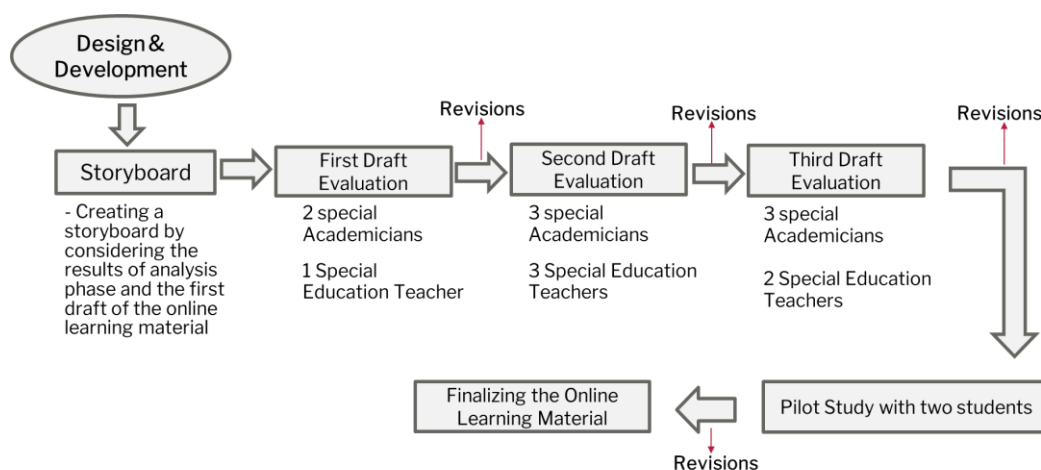 Design &
Development
Storyboard
- Creating a
storyboard by
considering the
results of analysis
phase and the first
draft of the online
learning material
First Draft
Evaluation
2 special
Academicians
1 Special
Education Teacher
Revisions
Second Draft
Evaluation
3 special
Academicians
3 Special Education
Teachers
Revisions
Third Draft
Evaluation
3 special
Academicians
2 Special Education
Teachers
Revisions
Pilot Study with two students
Revisions
Finalizing the Online
Learning Material